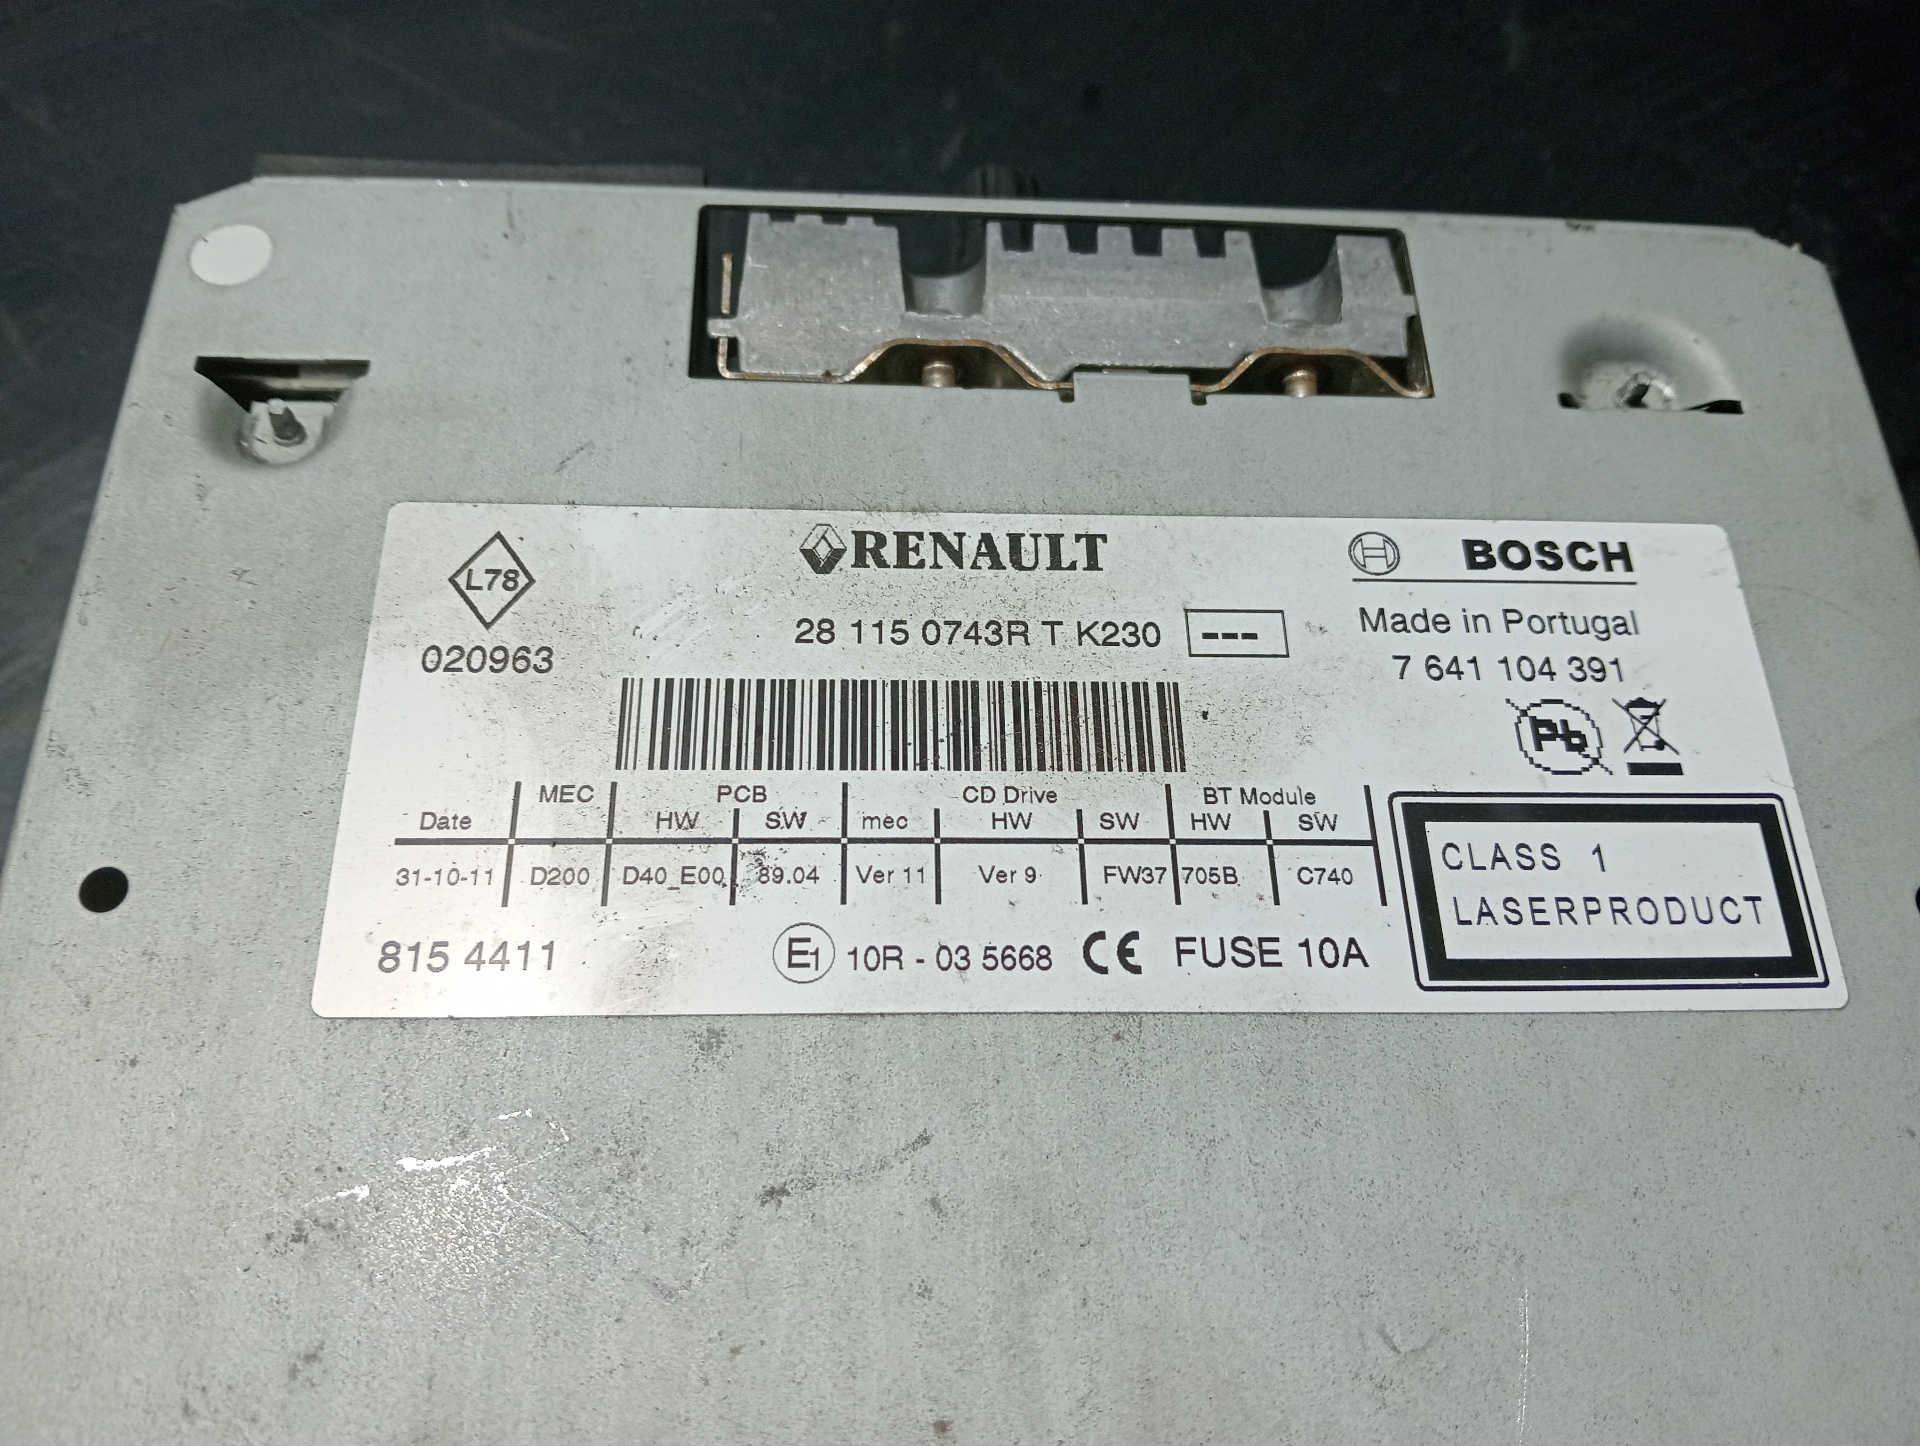 L78
020963
RENAULT
28 115 0743R T K230 ---
BOSCH
Made in Portugal
7 641 104 391
Pb
MEC PCB CD Drive BT Module
Date HW SW mec HW SW HW SW
31-10-11 D200 D40_E00 89.04 Ver 11 Ver 9 FW37 705B C740
CLASS 1
LASERPRODUCT
815 4411 E1 10R - 03 5668 CE FUSE 10A